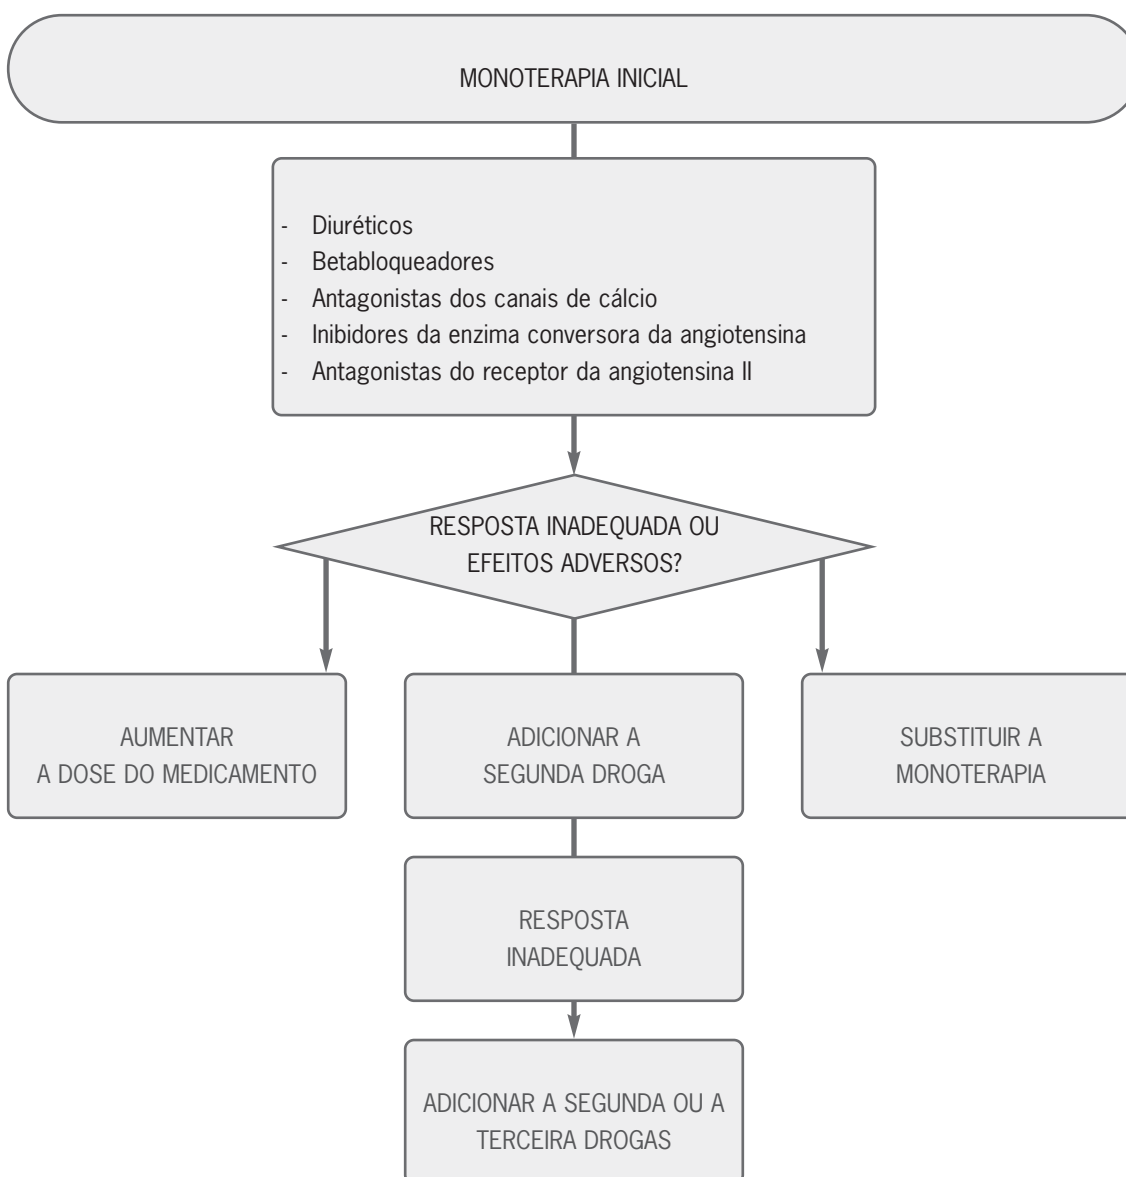 MONOTERAPIA INICIAL
- Diuréticos
- Betabloqueadores
- Antagonistas dos canais de cálcio
- Inibidores da enzima conversora da angiotensina
- Antagonistas do receptor da angiotensina II
RESPOSTA INADEQUADA OU
EFEITOS ADVERSOS?
AUMENTAR
A DOSE DO MEDICAMENTO
ADICIONAR A
SEGUNDA DROGA
SUBSTITUIR A
MONOTERAPIA
RESPOSTA
INADEQUADA
ADICIONAR A SEGUNDA OU A
TERCEIRA DROGAS